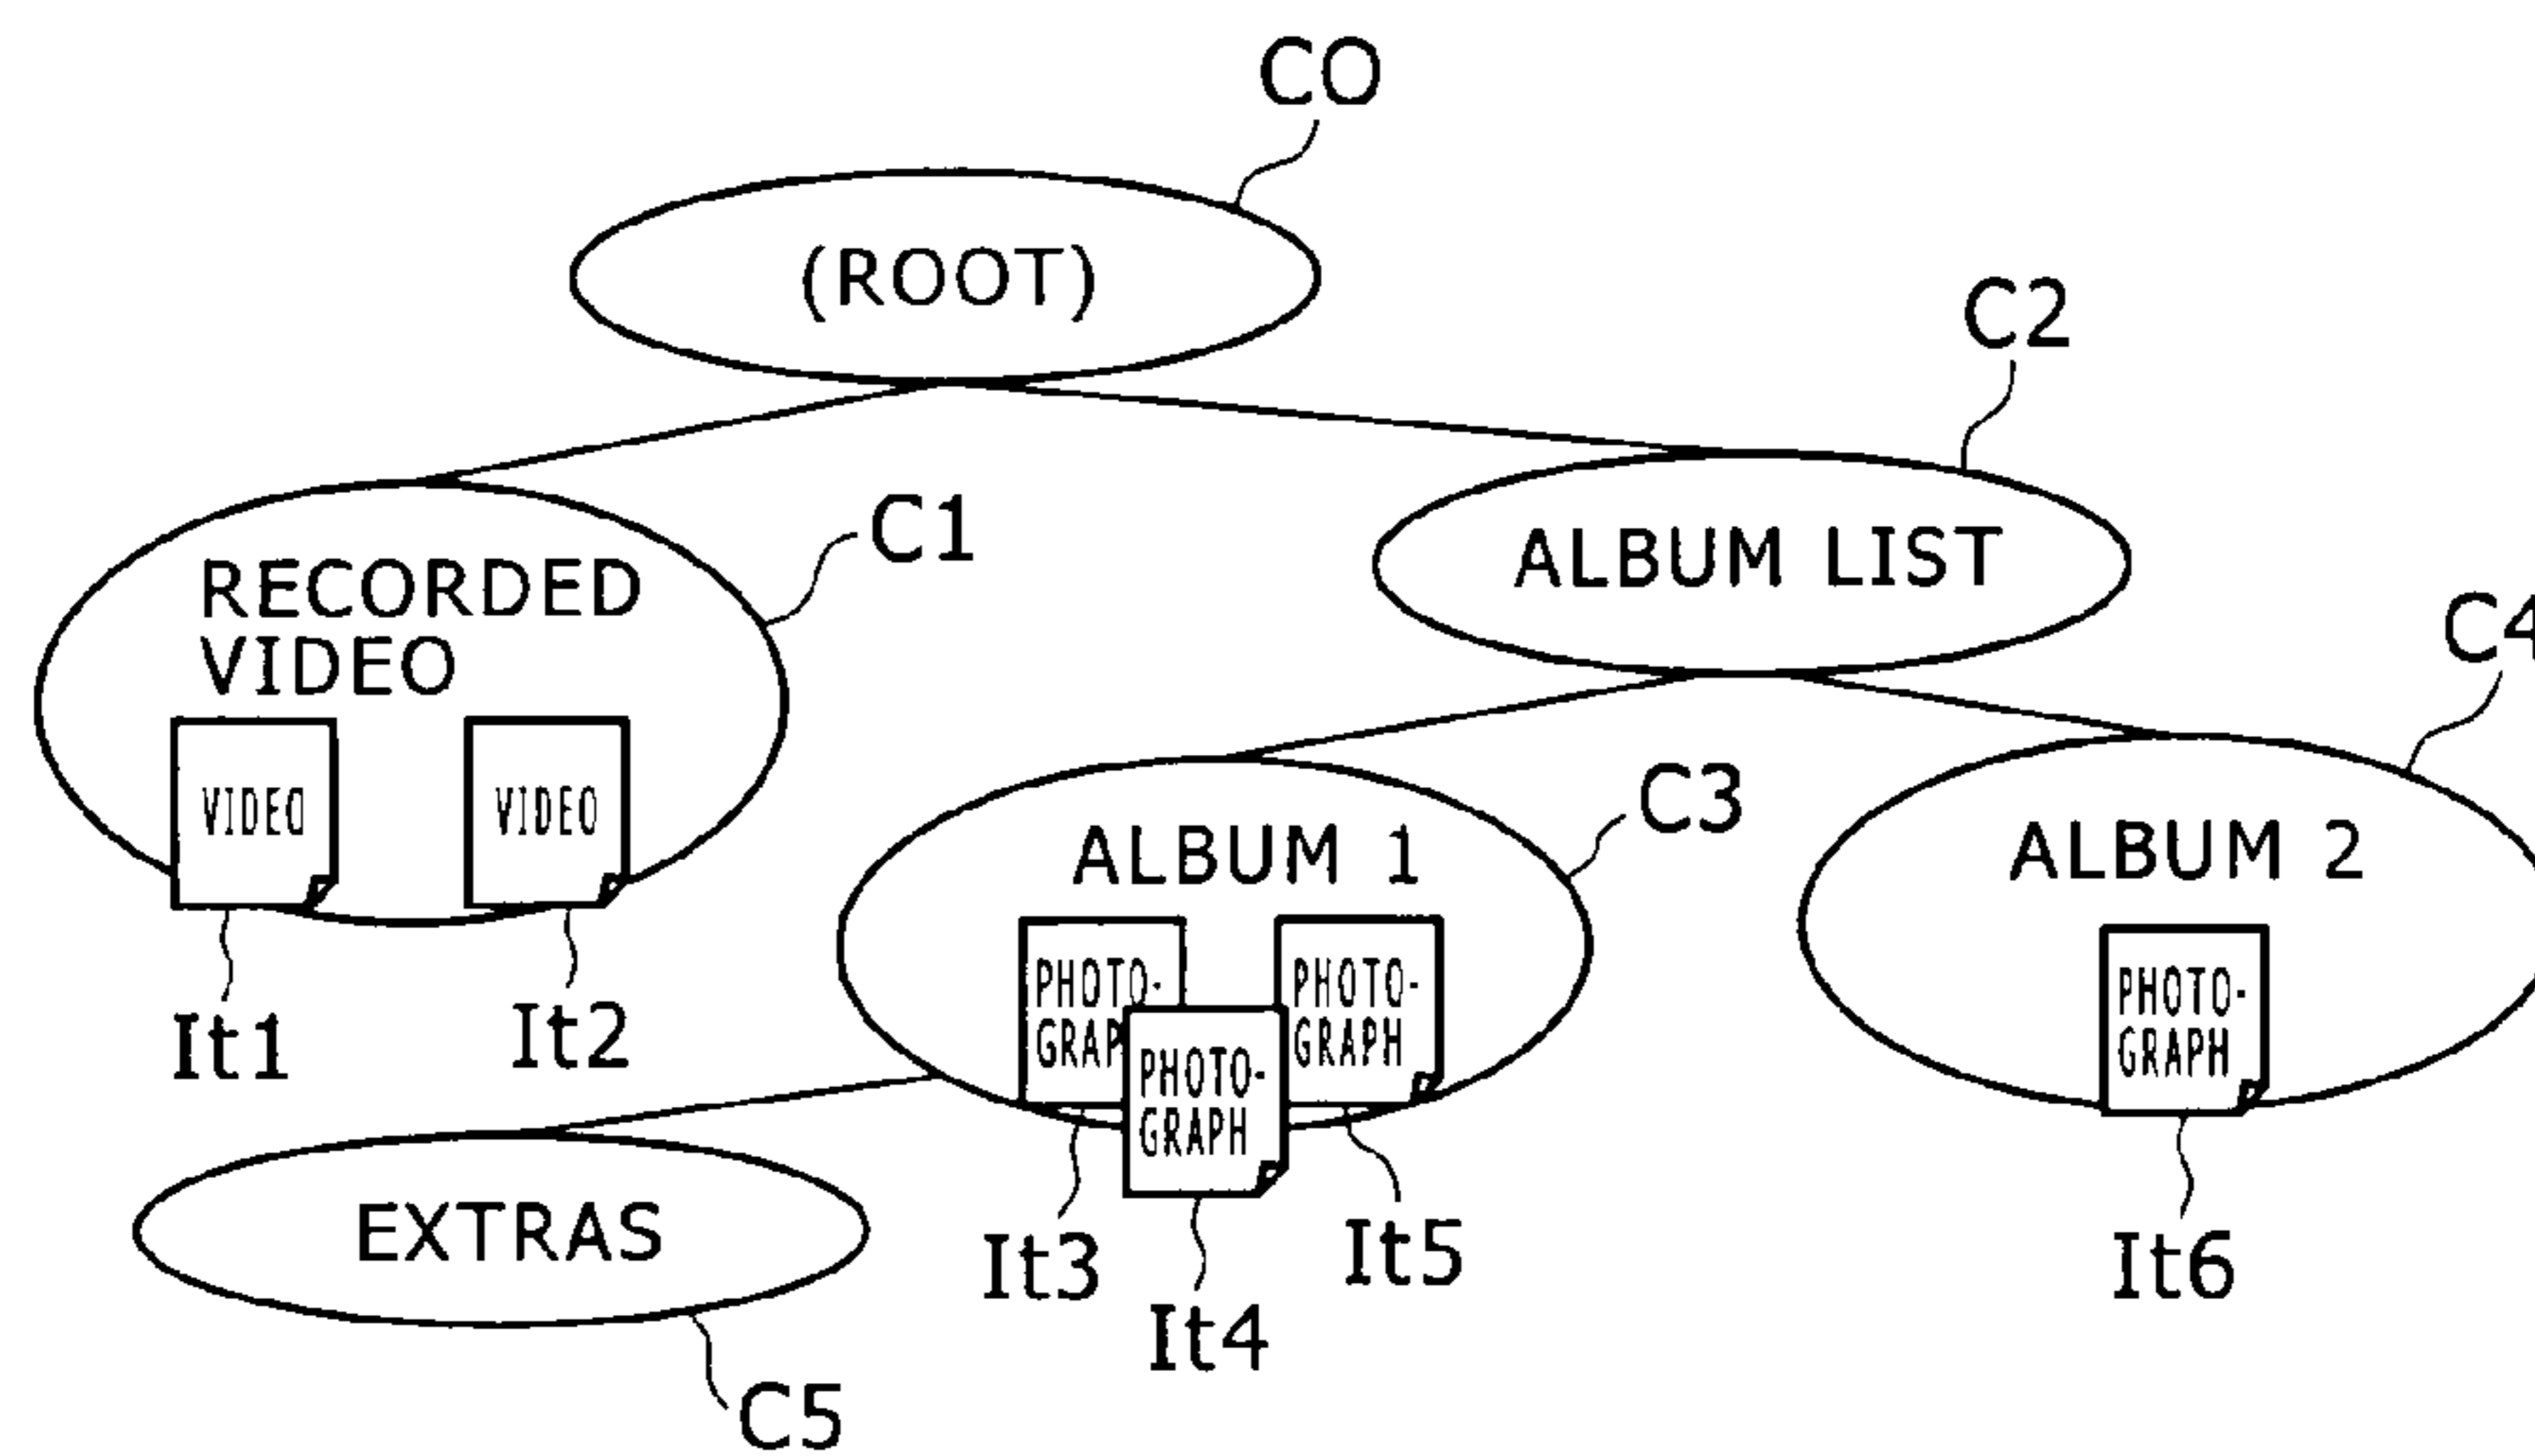 CO
(ROOT)
C2
C1
RECORDED
VIDEO
ALBUM LIST
C4
VIDEO
VIDEO
C3
ALBUM 1
ALBUM 2
PHOTO-
GRAP
PHOTO-
GRAPH
PHOTO-
GRAPH
PHOTO-
GRAPH
It1
It2
EXTRAS
It3
It4
It5
It6
C5